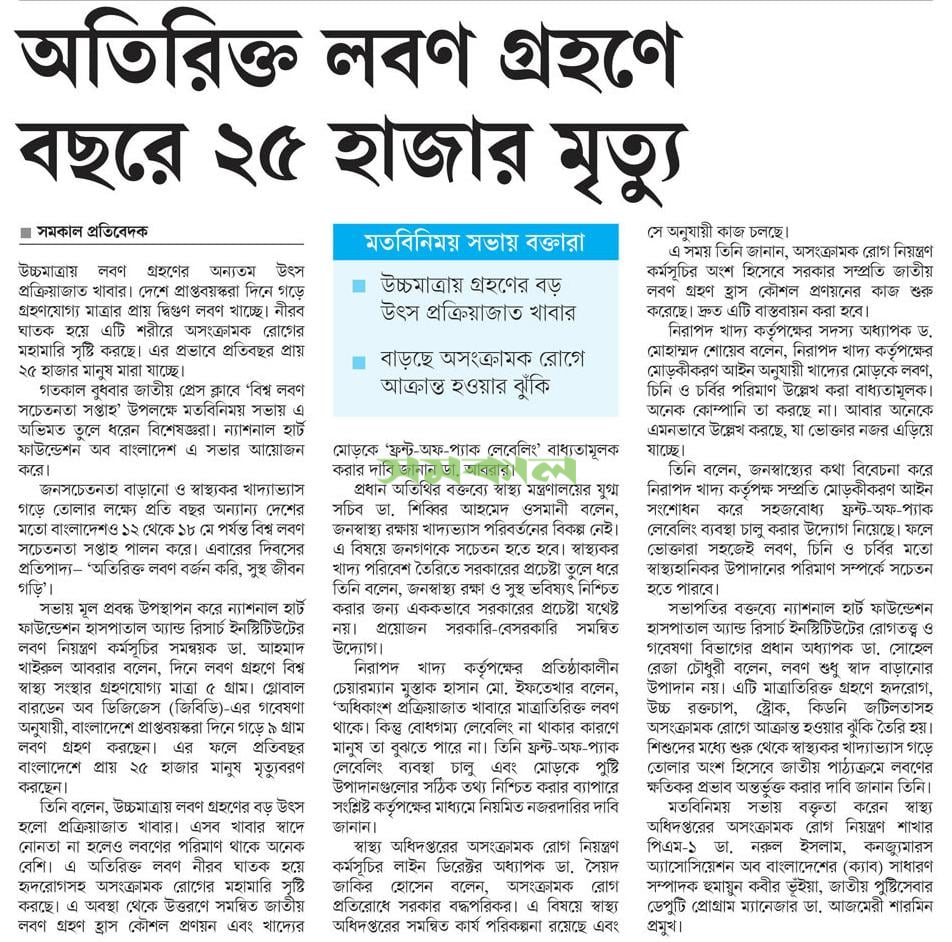 অতিরিক্ত লবণ গ্রহণে
বছরে ২৫ হাজার মৃত্যু
সমকাল প্রতিবেদক
উচ্চমাত্রায় লবণ গ্রহণের অন্যতম উৎস
প্রক্রিয়াজাত খাবার। দেশে প্রাপ্তবয়স্করা দিনে গড়ে
গ্রহণযোগ্য মাত্রার প্রায় দ্বিগুণ লবণ খাচ্ছে। নীরব
ঘাতক হয়ে এটি শরীরে অসংক্রামক রোগের
মহামারি সৃষ্টি করছে। এর প্রভাবে প্রতিবছর প্রায়
২৫ হাজার মানুষ মারা যাচ্ছে।
গতকাল বুধবার জাতীয় প্রেস ক্লাবে ‘বিশ্ব লবণ
সচেতনতা সপ্তাহ’ উপলক্ষে মতবিনিময় সভায় এ
অভিমত তুলে ধরেন বিশেষজ্ঞরা। ন্যাশনাল হার্ট
ফাউন্ডেশন অব বাংলাদেশ এ সভার আয়োজন
করে।
জনসচেতনতা বাড়ানো ও স্বাস্থ্যকর খাদ্যাভ্যাস
গড়ে তোলার লক্ষ্যে প্রতি বছর অন্যান্য দেশের
মতো বাংলাদেশও ১২ থেকে ১৮ মে পর্যন্ত বিশ্ব লবণ
সচেতনতা সপ্তাহ পালন করে। এবারের দিবসের
প্রতিপাদ্য– ‘অতিরিক্ত লবণ বর্জন করি, সুস্থ জীবন
গড়ি’।
সভায় মূল প্রবন্ধ উপস্থাপন করে ন্যাশনাল হার্ট
ফাউন্ডেশন হাসপাতাল অ্যান্ড রিসার্চ ইনস্টিটিউটের
লবণ নিয়ন্ত্রণ কর্মসূচির সমন্বয়ক ডা. আহমাদ
খাইরুল আবরার বলেন, দিনে লবণ গ্রহণে বিশ্ব
স্বাস্থ্য সংস্থার গ্রহণযোগ্য মাত্রা ৫ গ্রাম। গ্লোবাল
বারডেন অব ডিজিজেস (জিবিডি)-এর গবেষণা
অনুযায়ী, বাংলাদেশে প্রাপ্তবয়স্করা দিনে গড়ে ৯ গ্রাম
লবণ গ্রহণ করছেন। এর ফলে প্রতিবছর
বাংলাদেশে প্রায় ২৫ হাজার মানুষ মৃত্যুবরণ
করছেন।
তিনি বলেন, উচ্চমাত্রায় লবণ গ্রহণের বড় উৎস
হলো প্রক্রিয়াজাত খাবার। এসব খাবার স্বাদে
নোনতা না হলেও লবণের পরিমাণ থাকে অনেক
বেশি। এ অতিরিক্ত লবণ নীরব ঘাতক হয়ে
হৃদরোগসহ অসংক্রামক রোগের মহামারি সৃষ্টি
করছে। এ অবস্থা থেকে উত্তরণে সমন্বিত জাতীয়
লবণ গ্রহণ হ্রাস কৌশল প্রণয়ন এবং খাদ্যের
মতবিনিময় সভায় বক্তারা
উচ্চমাত্রায় গ্রহণের বড়
উৎস প্রক্রিয়াজাত খাবার
বাড়ছে অসংক্রামক রোগে
আক্রান্ত হওয়ার ঝুঁকি
মোড়কে ‘ফ্রন্ট-অফ-প্যাক লেবেলিং’ বাধ্যতামূলক
করার দাবি জানান ডা. আবরার।
সমকাল
প্রধান অতিথির বক্তব্যে স্বাস্থ্য মন্ত্রণালয়ের যুগ্ম
সচিব ডা. শিব্বির আহমেদ ওসমানী বলেন,
জনস্বাস্থ্য রক্ষায় খাদ্যভ্যাস পরিবর্তনের বিকল্প নেই।
এ বিষয়ে জনগণকে সচেতন হতে হবে। স্বাস্থ্যকর
খাদ্য পরিবেশ তৈরিতে সরকারের প্রচেষ্টা তুলে ধরে
তিনি বলেন, জনস্বাস্থ্য রক্ষা ও সুস্থ ভবিষ্যৎ নিশ্চিত
করার জন্য এককভাবে সরকারের প্রচেষ্টা যথেষ্ট
নয়। প্রয়োজন সরকারি-বেসরকারি সমন্বিত
উদ্যোগ।
নিরাপদ খাদ্য কর্তৃপক্ষের প্রতিষ্ঠাকালীন
চেয়ারম্যান মুস্তাক হাসান মো. ইফতেখার বলেন,
‘অধিকাংশ প্রক্রিয়াজাত খাবারে মাত্রাতিরিক্ত লবণ
থাকে। কিন্তু বোধগম্য লেবেলিং না থাকার কারণে
মানুষ তা বুঝতে পারে না। তিনি ফ্রন্ট-অফ-প্যাক
লেবেলিং ব্যবস্থা চালু এবং মোড়কে পুষ্টি
উপাদানগুলোর সঠিক তথ্য নিশ্চিত করার ব্যাপারে
সংশ্লিষ্ট কর্তৃপক্ষের মাধ্যমে নিয়মিত নজরদারির দাবি
জানান।
স্বাস্থ্য অধিদপ্তরের অসংক্রামক রোগ নিয়ন্ত্রণ
কর্মসূচির লাইন ডিরেক্টর অধ্যাপক ডা. সৈয়দ
জাকির হোসেন বলেন, অসংক্রামক রোগ
প্রতিরোধে সরকার বদ্ধপরিকর। এ বিষয়ে স্বাস্থ্য
অধিদপ্তরের সমন্বিত কার্য পরিকল্পনা রয়েছে এবং
সে অনুযায়ী কাজ চলছে।
এ সময় তিনি জানান, অসংক্রামক রোগ নিয়ন্ত্রণ
কর্মসূচির অংশ হিসেবে সরকার সম্প্রতি জাতীয়
লবণ গ্রহণ হ্রাস কৌশল প্রণয়নের কাজ শুরু
করেছে। দ্রুত এটি বাস্তবায়ন করা হবে।
নিরাপদ খাদ্য কর্তৃপক্ষের সদস্য অধ্যাপক ড.
মোহাম্মদ শোয়েব বলেন, নিরাপদ খাদ্য কর্তৃপক্ষের
মোড়কীকরণ আইন অনুযায়ী খাদ্যের মোড়কে লবণ,
চিনি ও চর্বির পরিমাণ উল্লেখ করা বাধ্যতামূলক।
অনেক কোম্পানি তা করছে না। আবার অনেকে
এমনভাবে উল্লেখ করছে, যা ভোক্তার নজর এড়িয়ে
যাচ্ছে।
তিনি বলেন, জনস্বাস্থ্যের কথা বিবেচনা করে
নিরাপদ খাদ্য কর্তৃপক্ষ সম্প্রতি মোড়কীকরণ আইন
সংশোধন করে সহজবোধ্য ফ্রন্ট-অফ-প্যাক
লেবেলিং ব্যবস্থা চালু করার উদ্যোগ নিয়েছে। ফলে
ভোক্তারা সহজেই লবণ, চিনি ও চর্বির মতো
স্বাস্থ্যহানিকর উপাদানের পরিমাণ সম্পর্কে সচেতন
হতে পারবে।
সভাপতির বক্তব্যে ন্যাশনাল হার্ট ফাউন্ডেশন
হাসপাতাল অ্যান্ড রিসার্চ ইনস্টিটিউটের রোগতত্ত্ব ও
গবেষণা বিভাগের প্রধান অধ্যাপক ডা. সোহেল
রেজা চৌধুরী বলেন, লবণ শুধু স্বাদ বাড়ানোর
উপাদান নয়। এটি মাত্রাতিরিক্ত গ্রহণে হৃদরোগ,
উচ্চ রক্তচাপ, স্ট্রোক, কিডনি জটিলতাসহ
অসংক্রামক রোগে আক্রান্ত হওয়ার ঝুঁকি তৈরি হয়।
শিশুদের মধ্যে শুরু থেকে স্বাস্থ্যকর খাদ্যাভ্যাস গড়ে
তোলার অংশ হিসেবে জাতীয় পাঠ্যক্রমে লবণের
ক্ষতিকর প্রভাব অন্তর্ভুক্ত করার দাবি জানান তিনি।
মতবিনিময় সভায় বক্তৃতা করেন স্বাস্থ্য
অধিদপ্তরের অসংক্রামক রোগ নিয়ন্ত্রণ শাখার
পিএম-১ ডা. নরুল ইসলাম, কনজ্যুমারস
অ্যাসোসিয়েশন অব বাংলাদেশের (ক্যাব) সাধারণ
সম্পাদক হুমায়ুন কবীর ভূঁইয়া, জাতীয় পুষ্টিসেবার
ডেপুটি প্রোগ্রাম ম্যানেজার ডা. আজমেরী শারমিন
প্রমুখ।